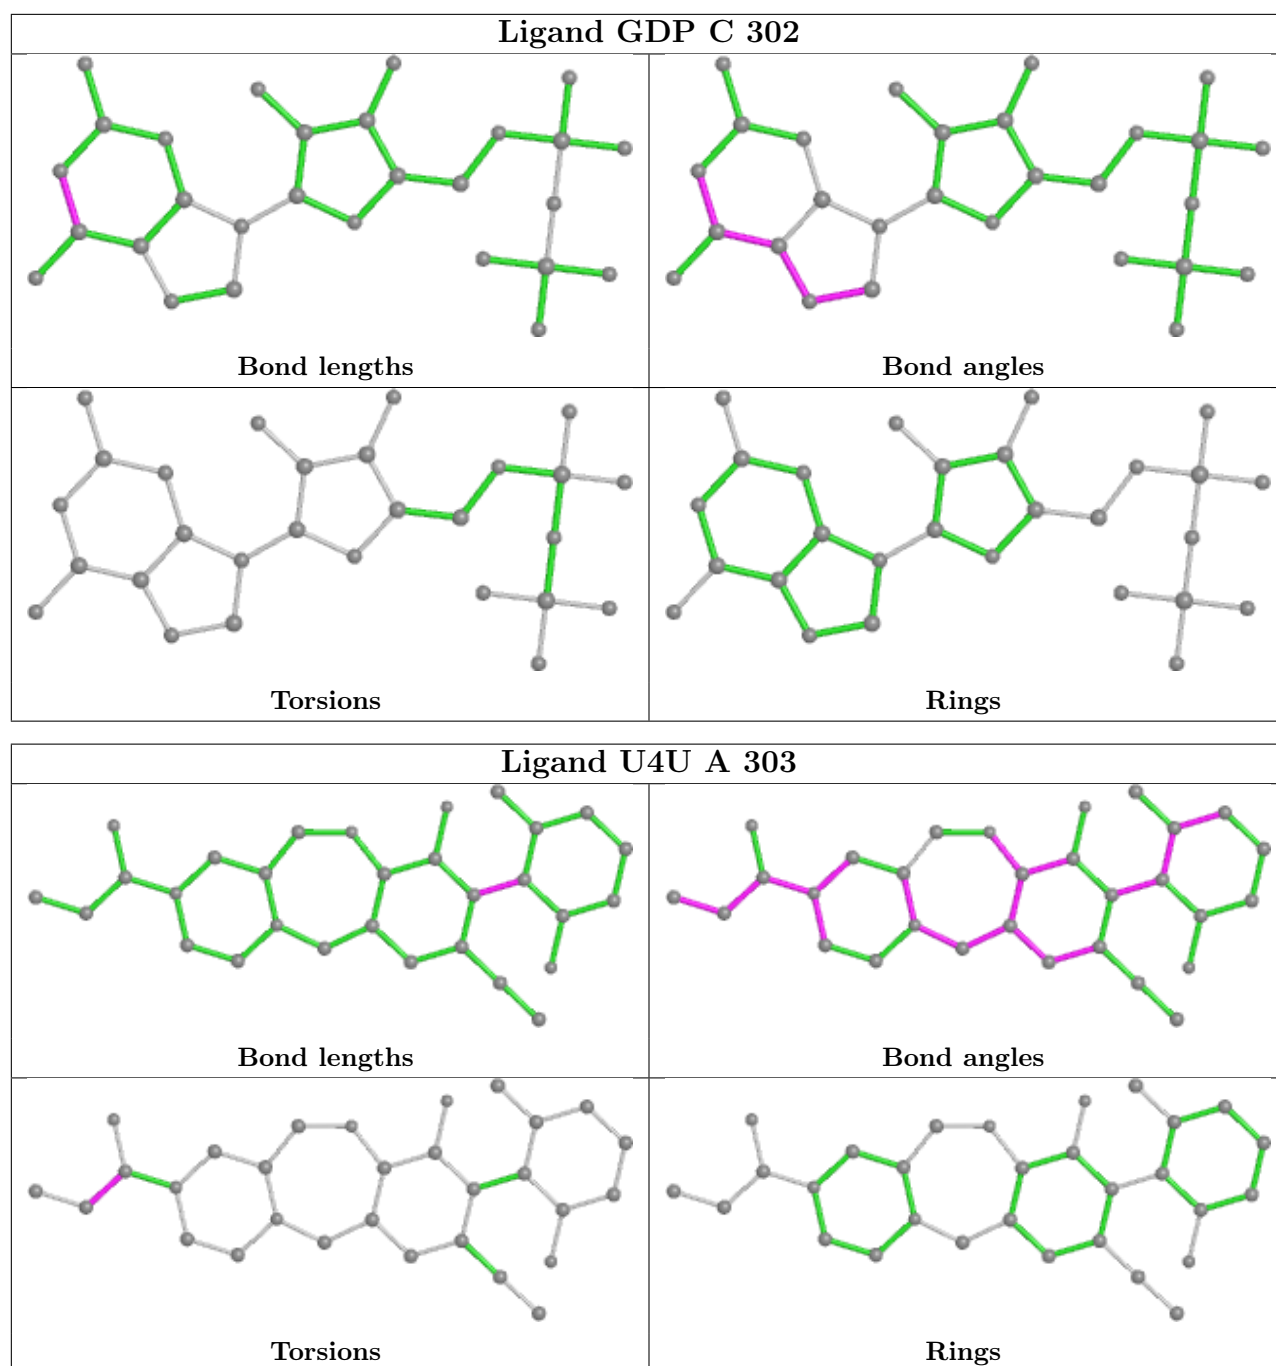 Ligand GDP C 302
Bond lengths
Bond angles
Torsions
Rings
Ligand U4U A 303
Bond lengths
Bond angles
Torsions
Rings